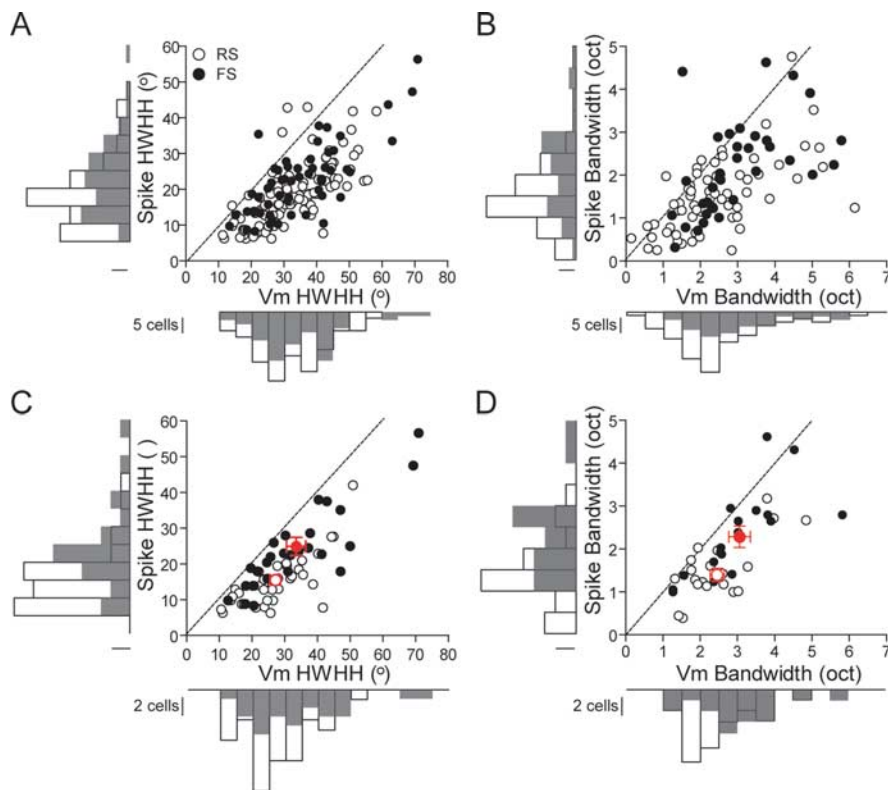 A
60
50
40
30
20
10
0
Spike HWHH (°)
RS
FS
0 10 20 30 40 50 60 70 80
Vm HWHH (°)
5 cells
B
5
4
3
2
1
0
Spike Bandwidth (oct)
0 1 2 3 4 5 6 7
Vm Bandwidth (oct)
5 cells
C
60
50
40
30
20
10
0
Spike HWHH ( )
0 10 20 30 40 50 60 70 80
Vm HWHH (°)
2 cells
D
5
4
3
2
1
0
Spike Bandwidth (oct)
0 1 2 3 4 5 6 7
Vm Bandwidth (oct)
2 cells